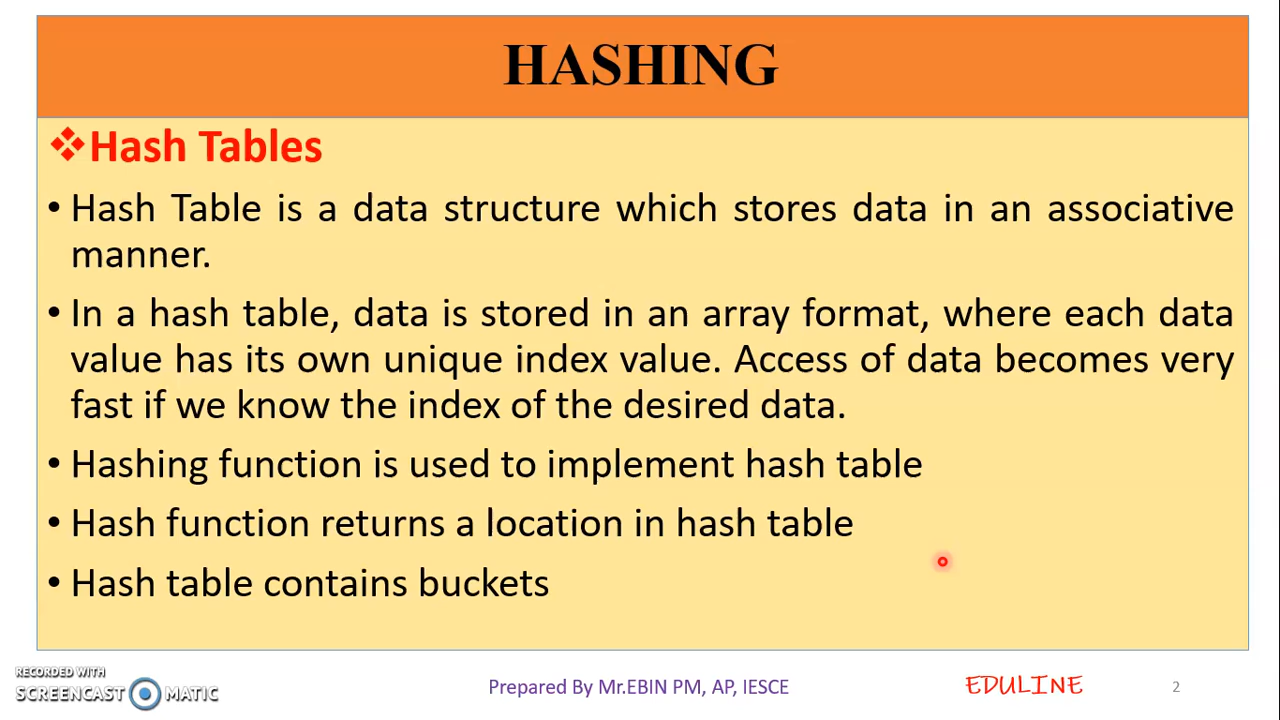 HASHING
❖Hash Tables
• Hash Table is a data structure which stores data in an associative
manner.
• In a hash table, data is stored in an array format, where each data
value has its own unique index value. Access of data becomes very
fast if we know the index of the desired data.
• Hashing function is used to implement hash table
• Hash function returns a location in hash table
• Hash table contains buckets
RECORDED WITH
SCREENCAST MATIC
Prepared By Mr.EBIN PM, AP, IESCE
EDULINE
2